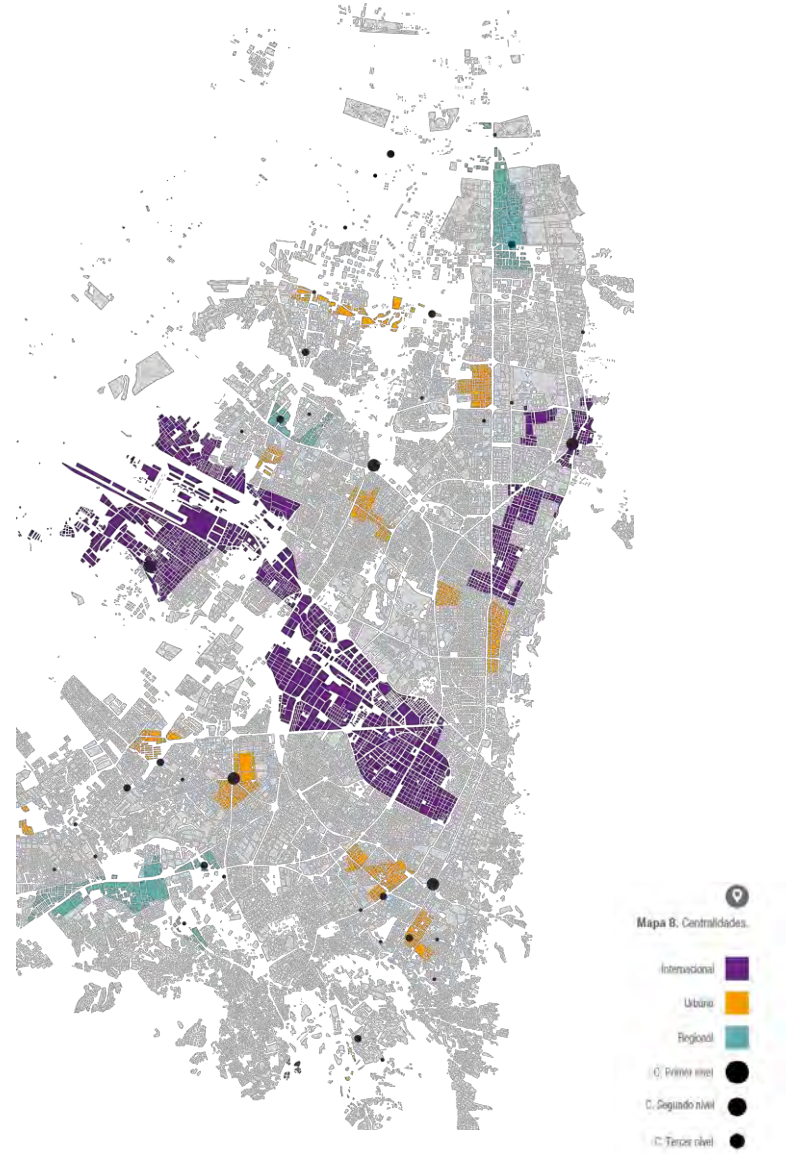 Mapa 8. Centralidades.
Internacional
Urbano
Regional
C. Primer nivel
C. Segundo nivel
C. Tercer nivel